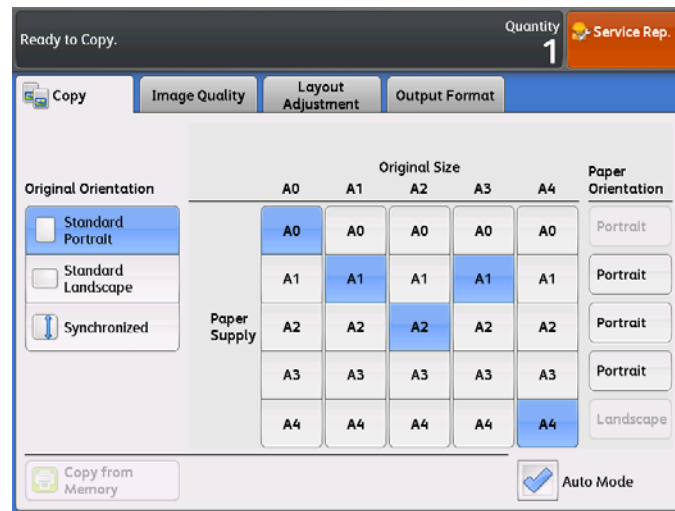 Ready to Copy.
Quantity
1
Service Rep.
Copy
Image Quality
Layout
Adjustment
Output Format
Original Size
Paper
Orientation
Original Orientation
A0 A1 A2 A3 A4
Standard
Portrait
A0 A0 A0 A0 A0
Portrait
Standard
Landscape
A1 A1 A1 A1 A1
Portrait
Synchronized
Paper
Supply
A2 A2 A2 A2 A2
Portrait
A3 A3 A3 A3 A3
Portrait
A4 A4 A4 A4 A4
Landscape
Copy from
Memory
Auto Mode